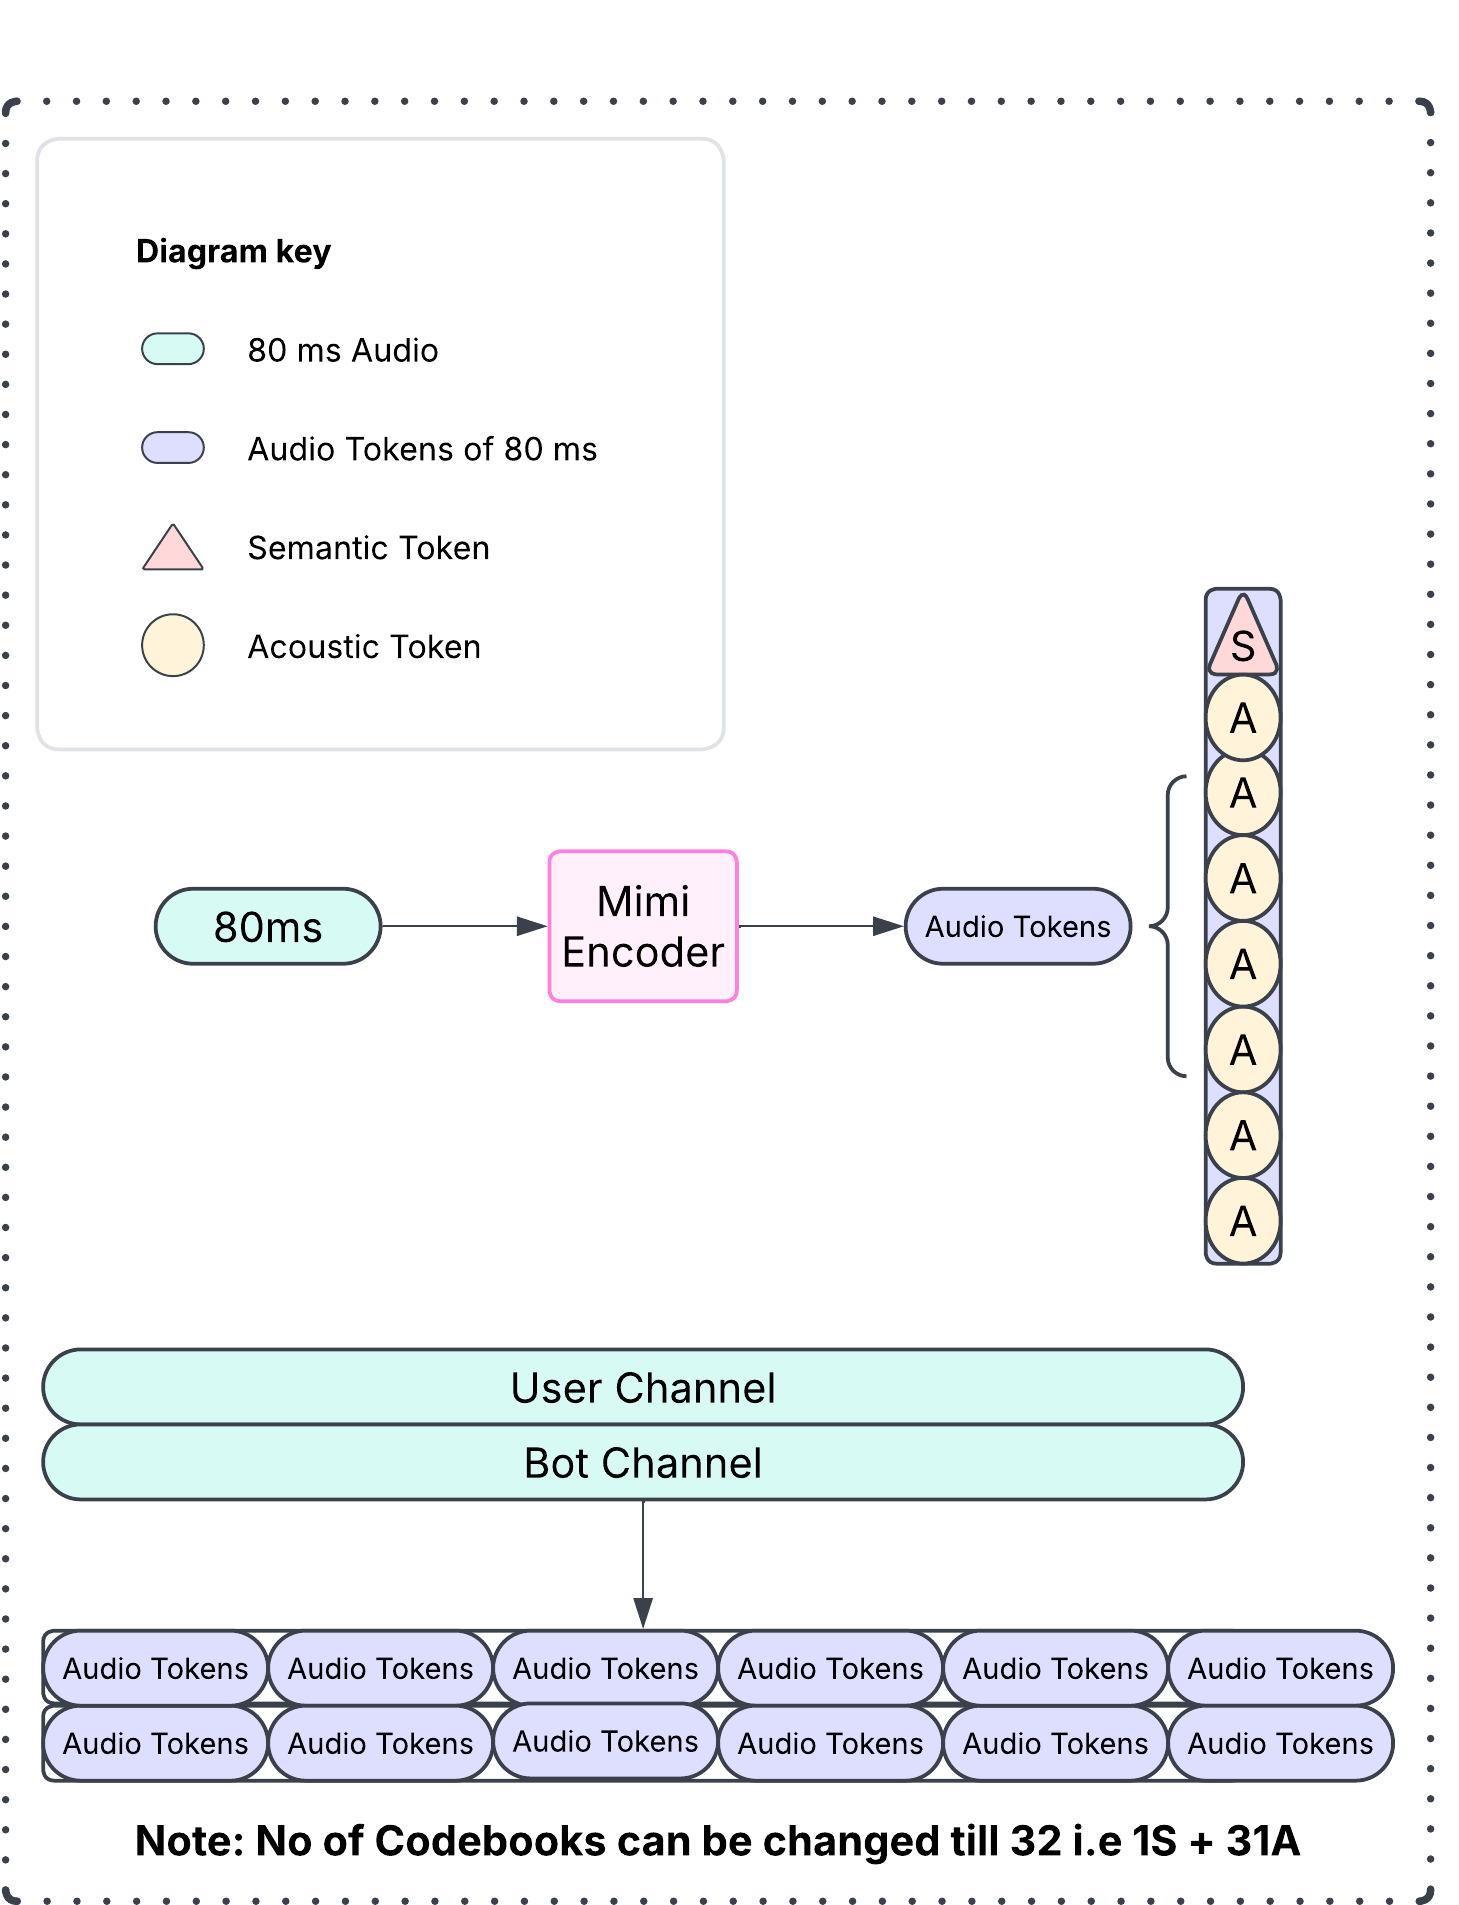 Diagram key
80 ms Audio
Audio Tokens of 80 ms
Semantic Token
Acoustic Token
S
A
A
A
A
A
A
A
80ms
Mimi
Encoder
Audio Tokens
User Channel
Bot Channel
Audio Tokens Audio Tokens Audio Tokens Audio Tokens Audio Tokens Audio Tokens
Audio Tokens Audio Tokens Audio Tokens Audio Tokens Audio Tokens Audio Tokens
Note: No of Codebooks can be changed till 32 i.e 1S + 31A